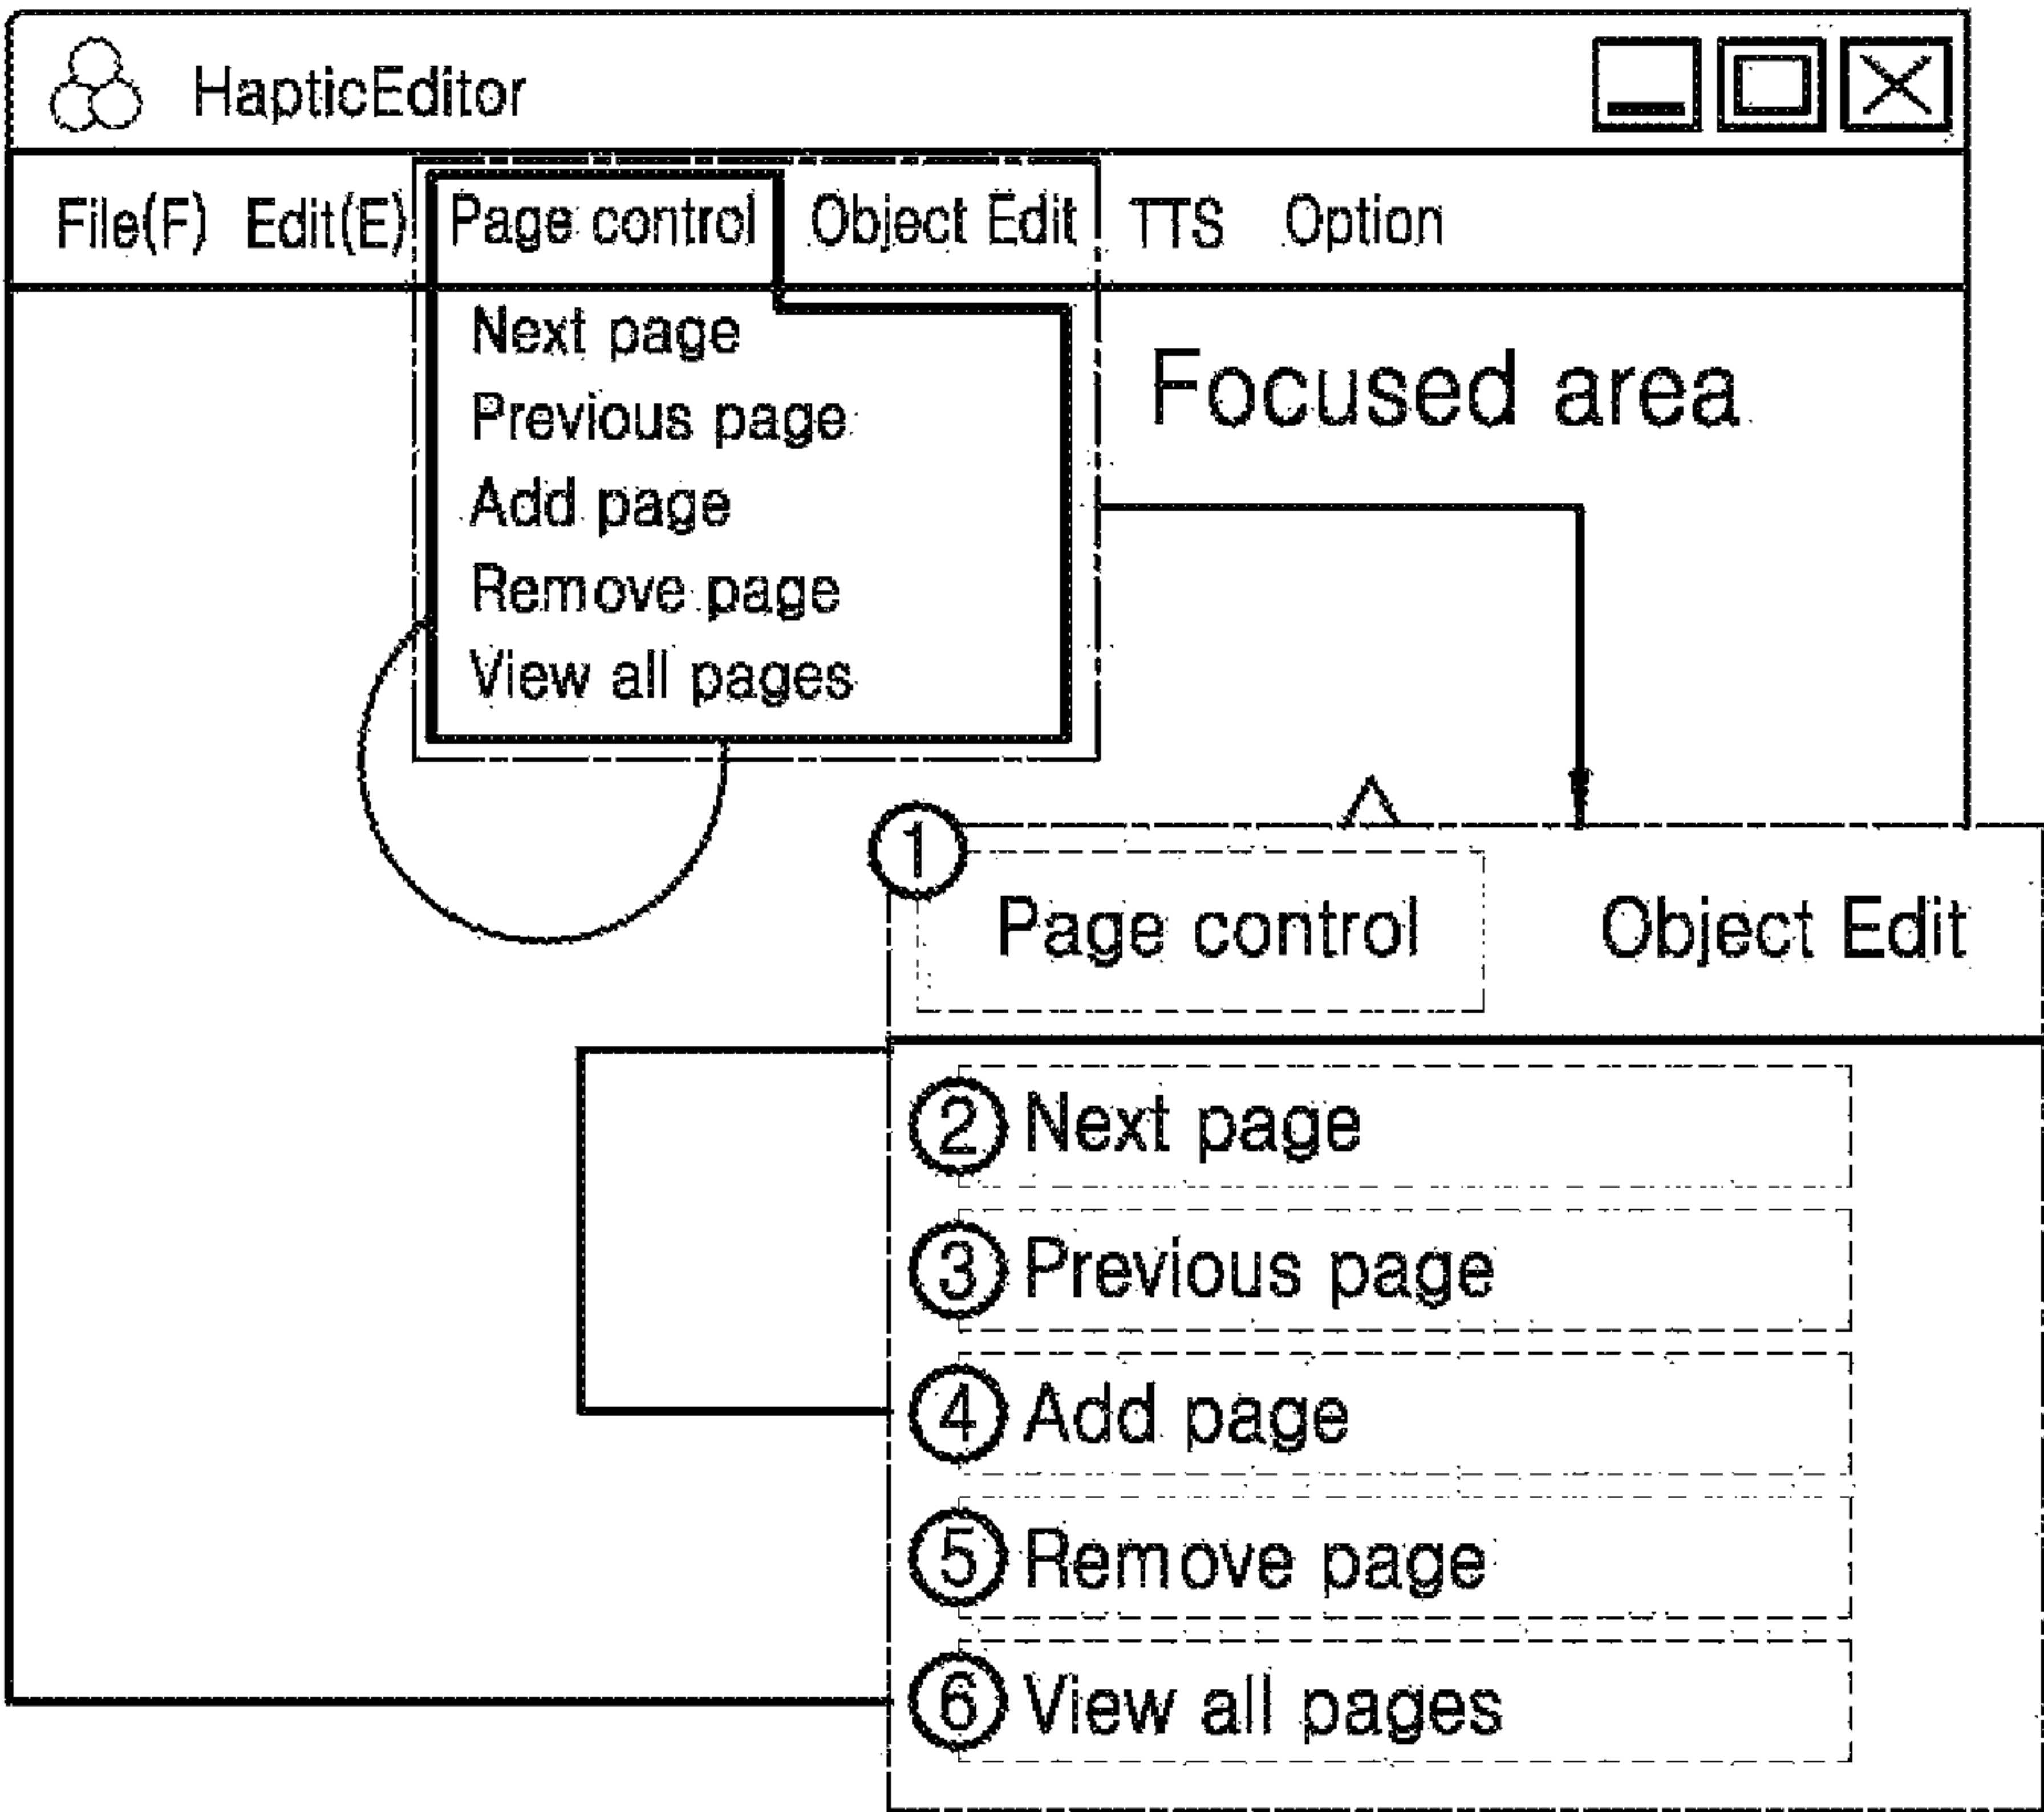 HapticEditor
File(F) Edit(E) Page control Object Edit TTS Option
Next page
Previous page
Add page
Remove page
View all pages
Focused area
① Page control Object Edit
② Next page
③ Previous page
④ Add page
⑤ Remove page
⑥ View all pages